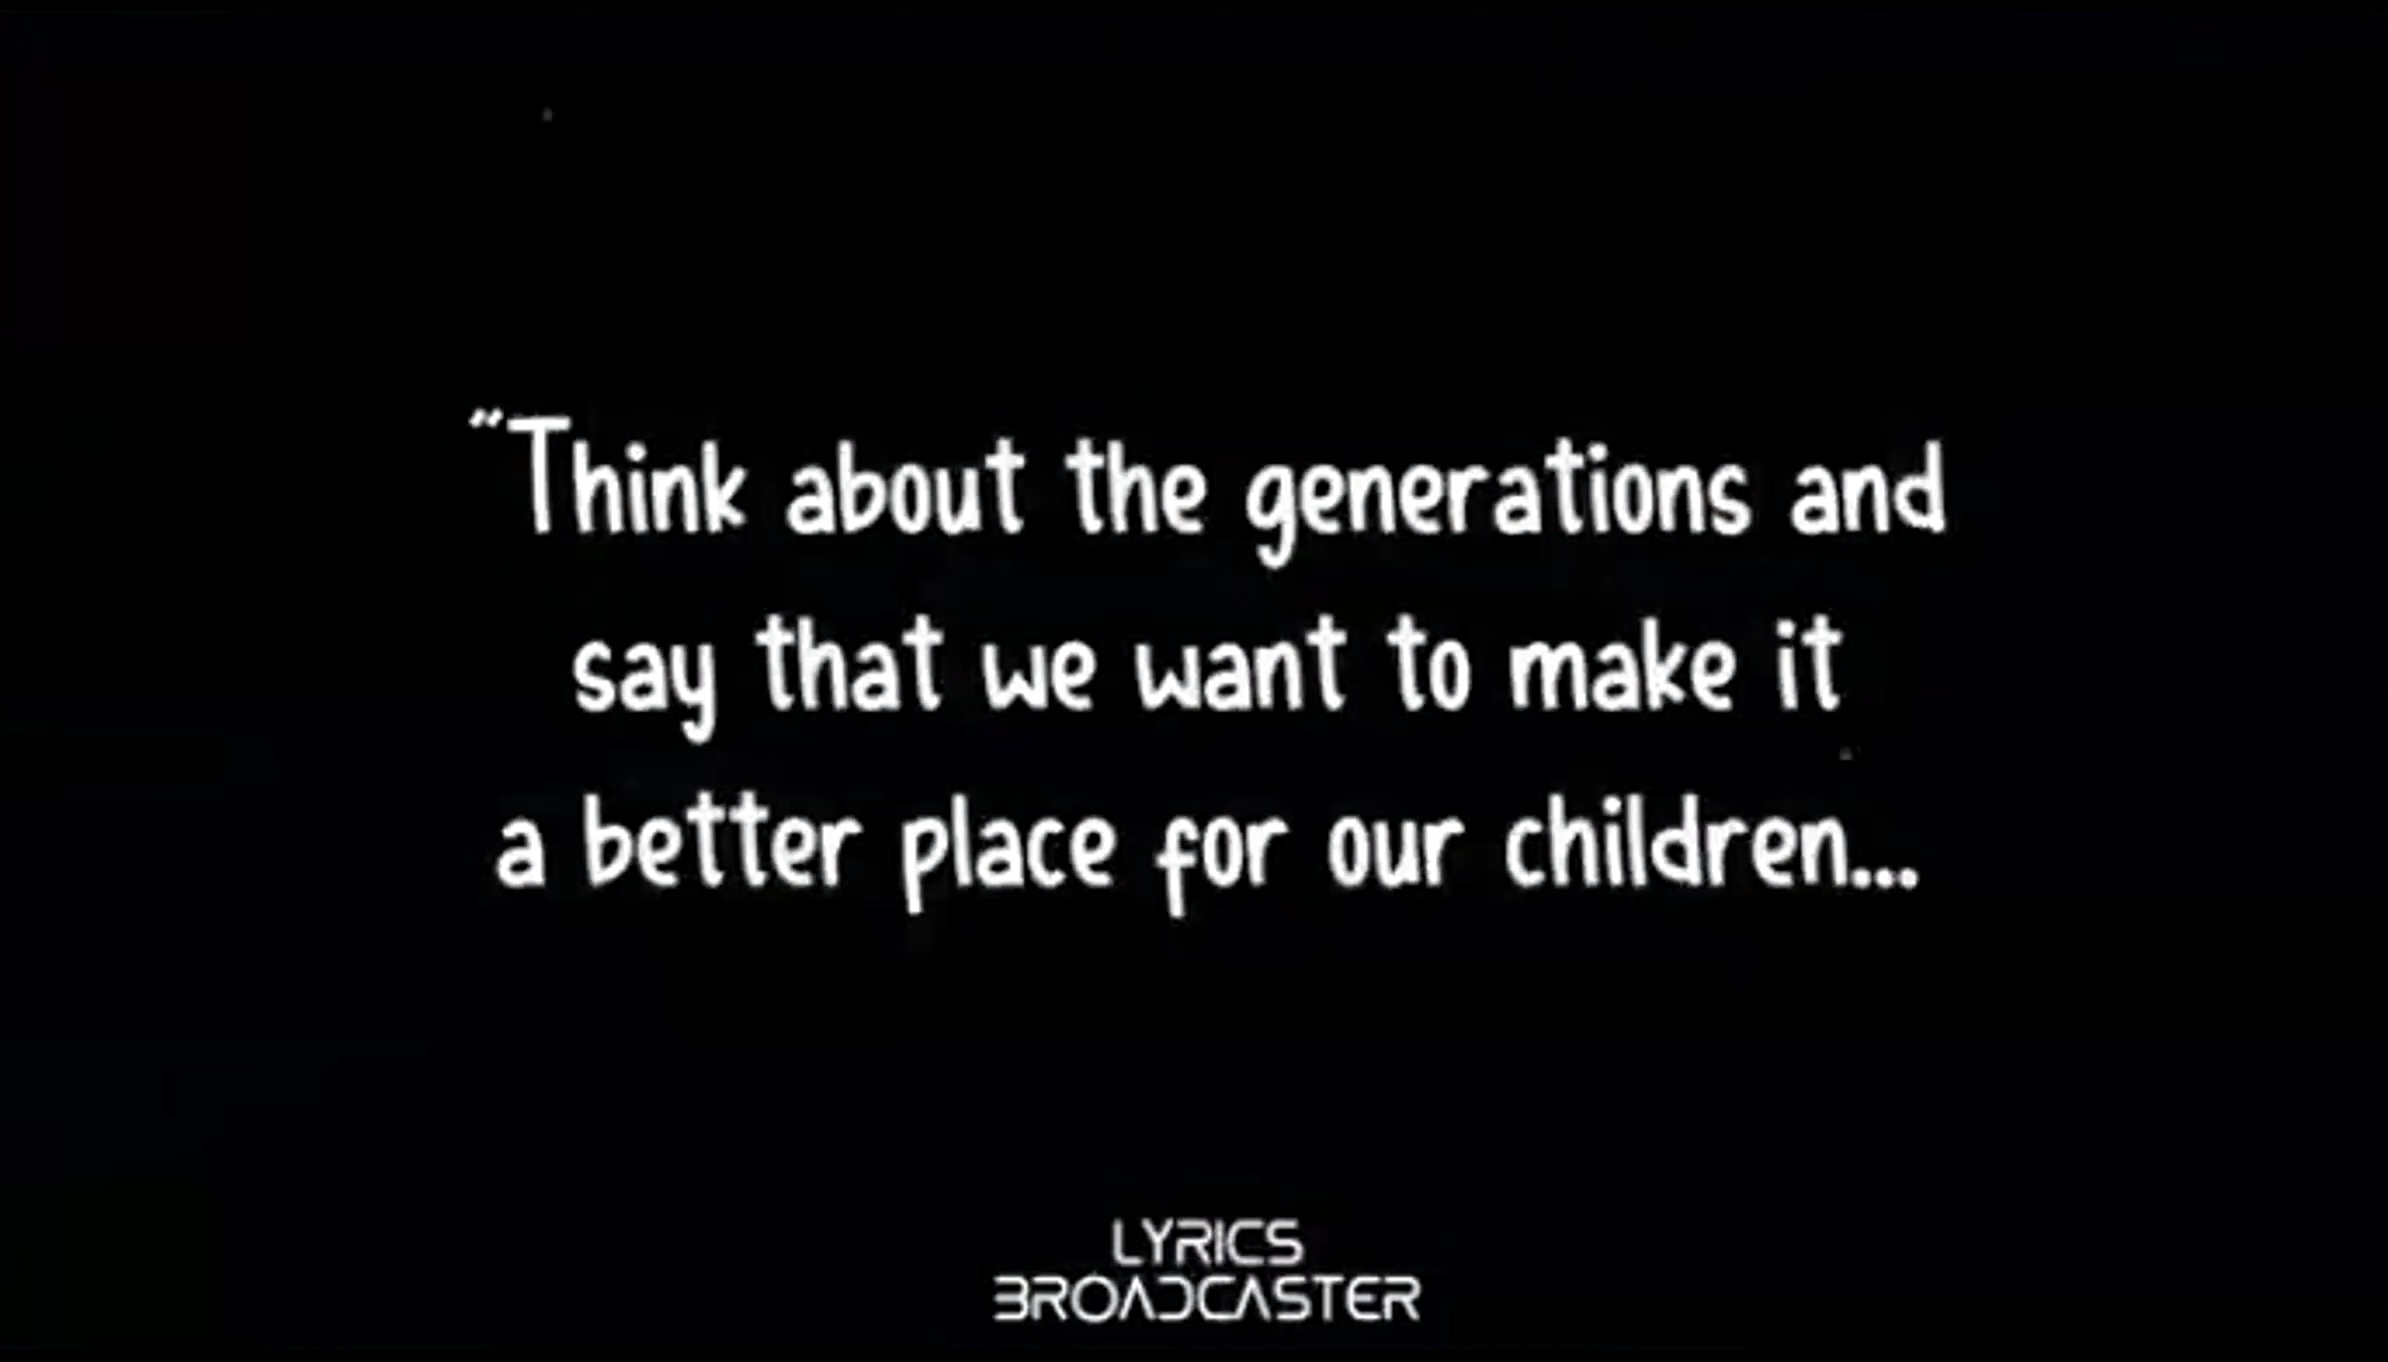 “Think about the generations and
say that we want to make it
a better place for our children...
LYRICS
BROADCASTER